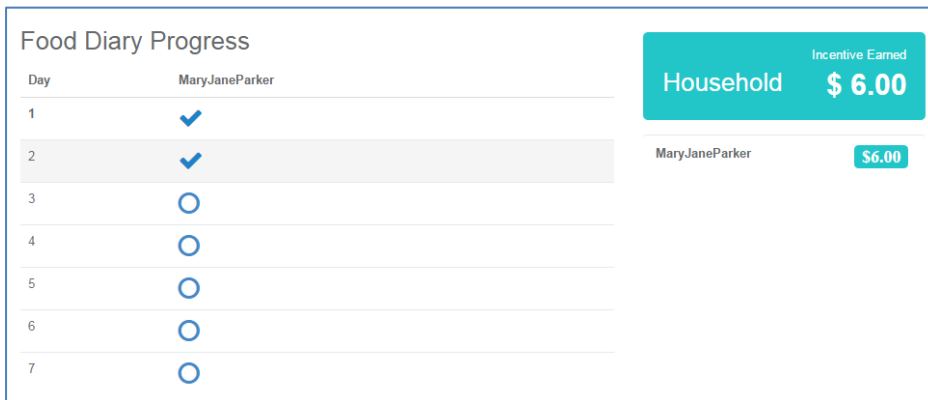 Food Diary Progress
Day MaryJaneParker
1
2
3
4
5
6
7
Incentive Earned
Household $ 6.00
MaryJaneParker $6.00